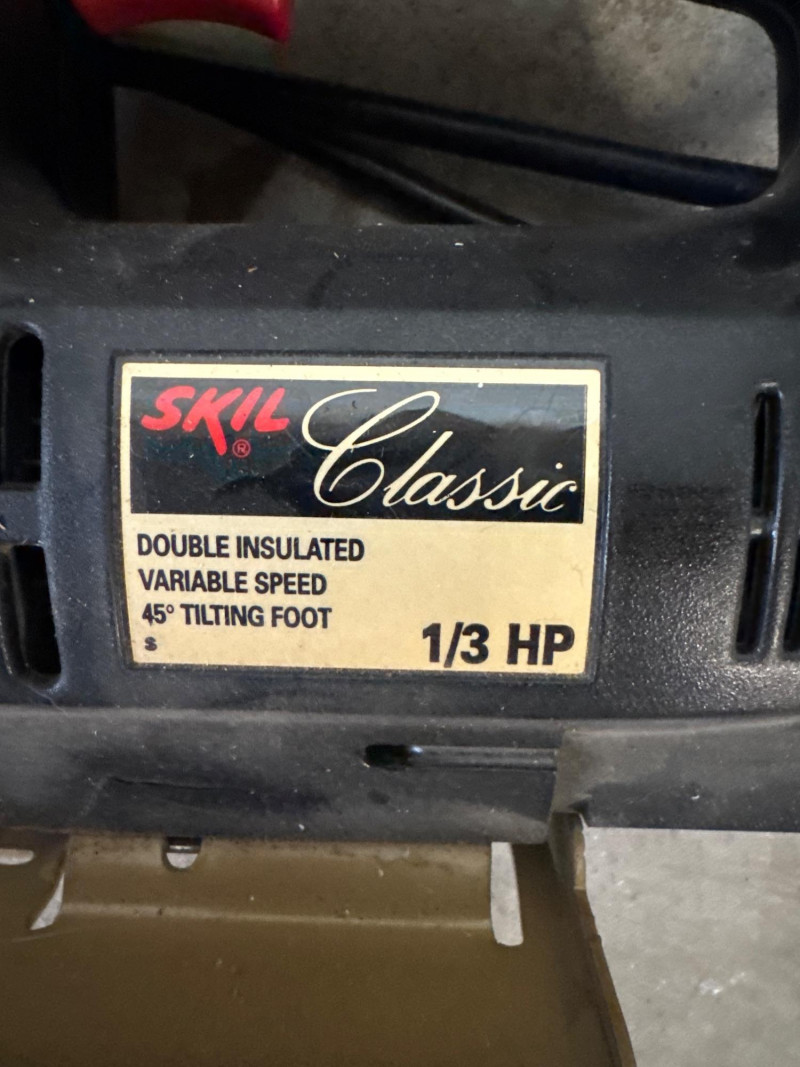 SKIL® Classic
DOUBLE INSULATED
VARIABLE SPEED
45° TILTING FOOT
S
1/3 HP